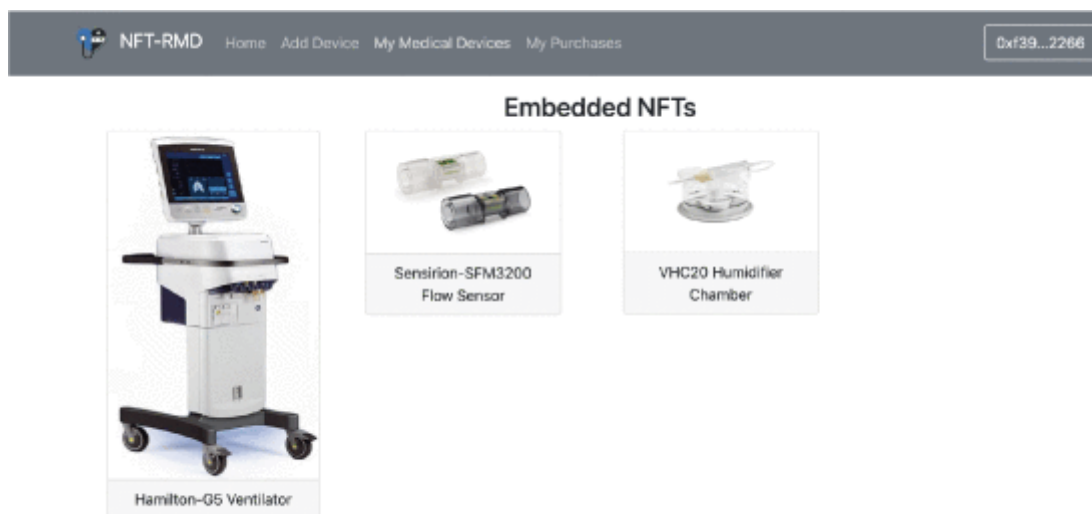 NFT-RMD Home Add Device My Medical Devices My Purchases 0xf39...2266
Embedded NFTs
Sensirion-SFM3200
Flow Sensor
VHC20 Humidifier
Chamber
Hamilton-G5 Ventilator